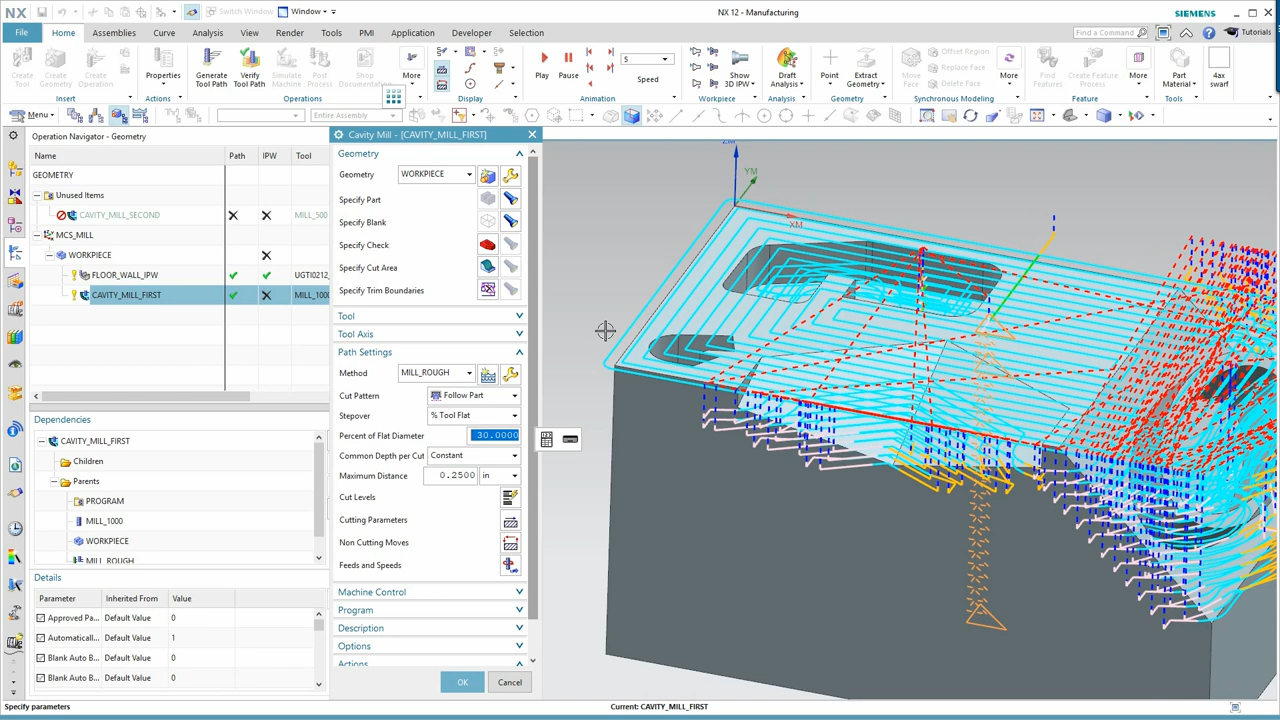 NX
Switch Window
Window
NX 12 - Manufacturing
SIEMENS
File
Home
Assemblies
Curve
Analysis
View
Render
Tools
PMI
Application
Developer
Selection
Find a Command
Tutorials
Create Tool
Create Geometry
Create Operation
Properties
Generate Tool Path
Verify Tool Path
Simulate Machine
Post Process
Shop Documentation
More
Play
Pause
5
Speed
Show 3D IPW
Draft Analysis
Point
Extract Geometry
Move Face
Offset Region
Replace Face
Delete Face
More
Find Features
Create Feature Process
More
Part Material
4ax swarf
Insert
Actions
Operations
Display
Animation
Workpiece
Analysis
Geometry
Synchronous Modeling
Feature
Tools
Menu
Entire Assembly
Operation Navigator - Geometry
Name
Path
IPW
Tool
GEOMETRY
Unused Items
CAVITY_MILL_SECOND
MILL_500
MCS_MILL
WORKPIECE
FLOOR_WALL_IPW
UGTI0212_
CAVITY_MILL_FIRST
MILL_1000
Dependencies
CAVITY_MILL_FIRST
Children
Parents
PROGRAM
MILL_1000
WORKPIECE
MILL_ROUGH
Details
Parameter
Inherited From
Value
Approved Pa...
Default Value
0
Automaticall...
Default Value
1
Blank Auto B...
Default Value
0
Blank Auto B...
Default Value
0
Cavity Mill - [CAVITY_MILL_FIRST]
Geometry
Geometry
WORKPIECE
Specify Part
Specify Blank
Specify Check
Specify Cut Area
Specify Trim Boundaries
Tool
Tool Axis
Path Settings
Method
MILL_ROUGH
Cut Pattern
Follow Part
Stepover
% Tool Flat
Percent of Flat Diameter
30.0000
Common Depth per Cut
Constant
Maximum Distance
0.2500
in
Cut Levels
Cutting Parameters
Non Cutting Moves
Feeds and Speeds
Machine Control
Program
Description
Options
Actions
OK
Cancel
ZM
YM
XM
Specify parameters
Current: CAVITY_MILL_FIRST